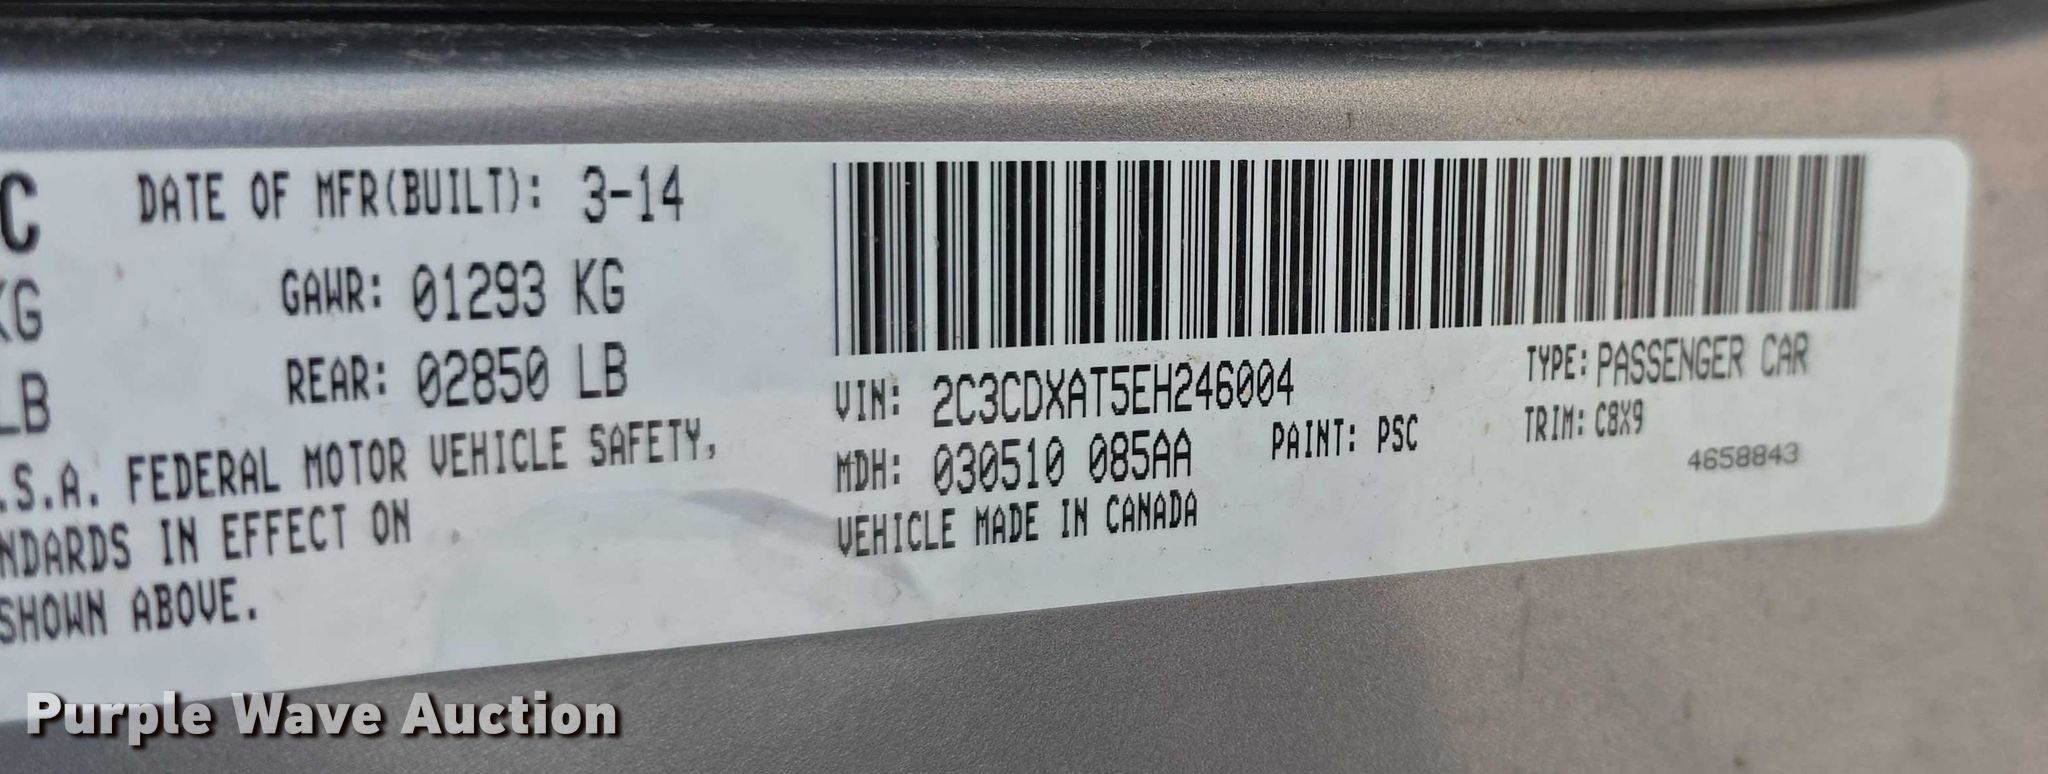 C
DATE OF MFR(BUILT): 3-14
KG
GAWR: 01293 KG
LB
REAR: 02850 LB
.S.A. FEDERAL MOTOR VEHICLE SAFETY,
NDARDS IN EFFECT ON
SHOWN ABOVE.
VIN: 2C3CDXAT5EH246004
TYPE: PASSENGER CAR
MDH: 030510 085AA
PAINT: PSC
TRIM: C8X9
4658843
VEHICLE MADE IN CANADA
Purple Wave Auction